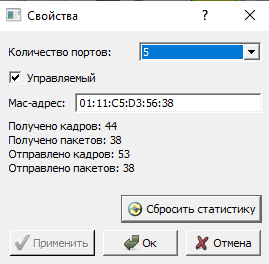 Свойства
Количество портов: 5
Управляемый
Mac-адрес: 01:11:C5:D3:56:38
Получено кадров: 44
Получено пакетов: 38
Отправлено кадров: 53
Отправлено пакетов: 38
Сбросить статистику
Применить Ок Отмена